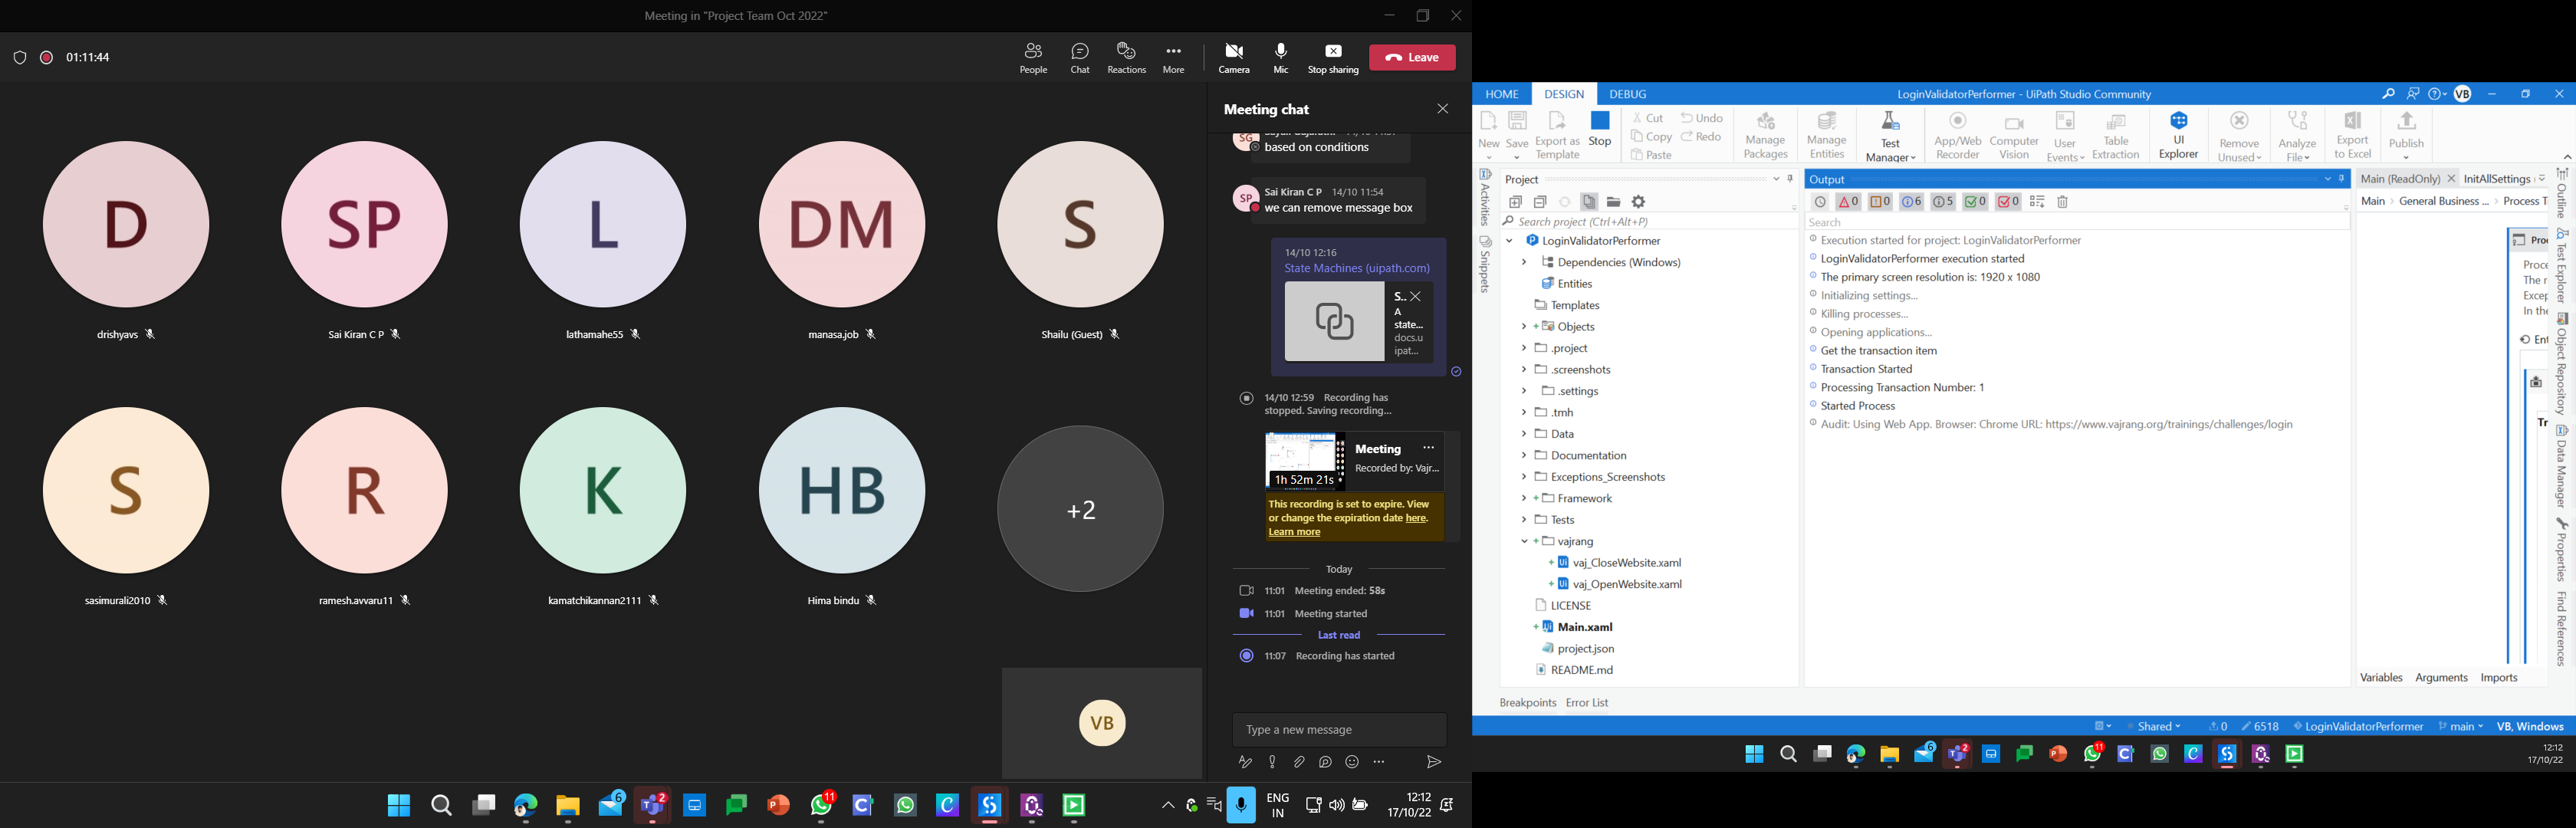 Meeting in "Project Team Oct 2022"
01:11:44
People
Chat
Reactions
More
Camera
Mic
Stop sharing
Leave
D
SP
L
DM
S
drishyavs
Sai Kiran C P
lathamahe55
manasa.job
Shailu (Guest)
S
R
K
HB
+2
sasimurali2010
ramesh.avvaru11
kamatchikannan2111
Hima bindu
VB
Meeting chat
SG
based on conditions
SP
Sai Kiran C P 14/10 11:54
we can remove message box
14/10 12:16
State Machines (uipath.com)
S..
A
state...
docs.u
ipat...
14/10 12:59 Recording has
stopped. Saving recording...
Meeting
Recorded by: Vajr...
1h 52m 21s
This recording is set to expire. View
or change the expiration date here.
Learn more
Today
11:01 Meeting ended: 58s
11:01 Meeting started
Last read
11:07 Recording has started
Type a new message
6
2
11
ENG
IN
12:12
17/10/22
HOME DESIGN DEBUG
LoginValidatorPerformer - UiPath Studio Community
VB
New
Save
Export as
Template
Stop
Cut
Copy
Paste
Undo
Redo
Manage
Packages
Manage
Entities
Test
Manager
App/Web
Recorder
Computer
Vision
User
Events
Table
Extraction
UI
Explorer
Remove
Unused
Analyze
File
Export
to Excel
Publish
Activities
Snippets
Project
Search project (Ctrl+Alt+P)
LoginValidatorPerformer
Dependencies (Windows)
Entities
Templates
Objects
.project
.screenshots
.settings
.tmh
Data
Documentation
Exceptions_Screenshots
Framework
Tests
vajrang
vaj_CloseWebsite.xaml
vaj_OpenWebsite.xaml
LICENSE
Main.xaml
project.json
README.md
Breakpoints Error List
Output
0 0 6 5 0 0
Search
Execution started for project: LoginValidatorPerformer
LoginValidatorPerformer execution started
The primary screen resolution is: 1920 x 1080
Initializing settings...
Killing processes...
Opening applications...
Get the transaction item
Transaction Started
Processing Transaction Number: 1
Started Process
Audit: Using Web App. Browser: Chrome URL: https://www.vajrang.org/trainings/challenges/login
Main (ReadOnly)
InitAllSettings
Main > General Business ... > Process T
Proc
Proce
The r
Excep
In the
Ent
Tr
Variables Arguments Imports
Outline
Test Explorer
Object Repository
Data Manager
Properties
Find References
Shared
0
6518
LoginValidatorPerformer
main
VB, Windows
6
2
11
12:12
17/10/22